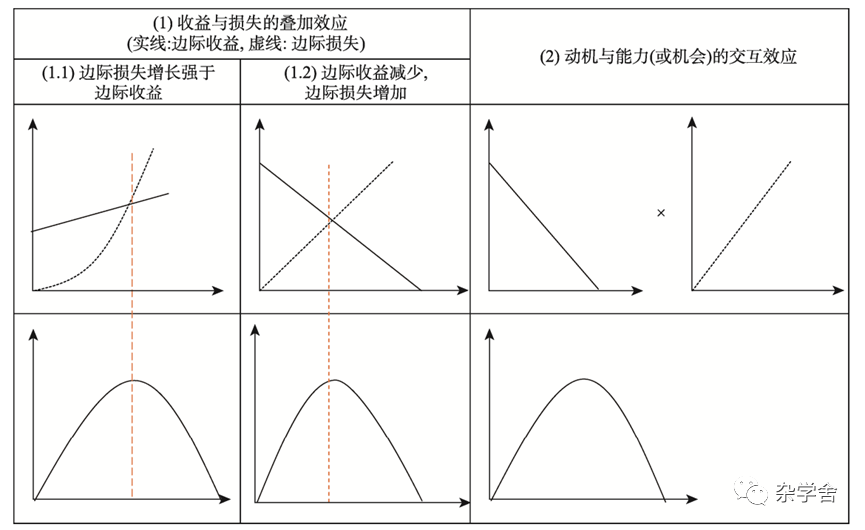 (1) 收益与损失的叠加效应
(实线:边际收益, 虚线: 边际损失)
(2) 动机与能力(或机会)的交互效应
(1.1) 边际损失增长强于
边际收益
(1.2) 边际收益减少,
边际损失增加
×
杂学舍